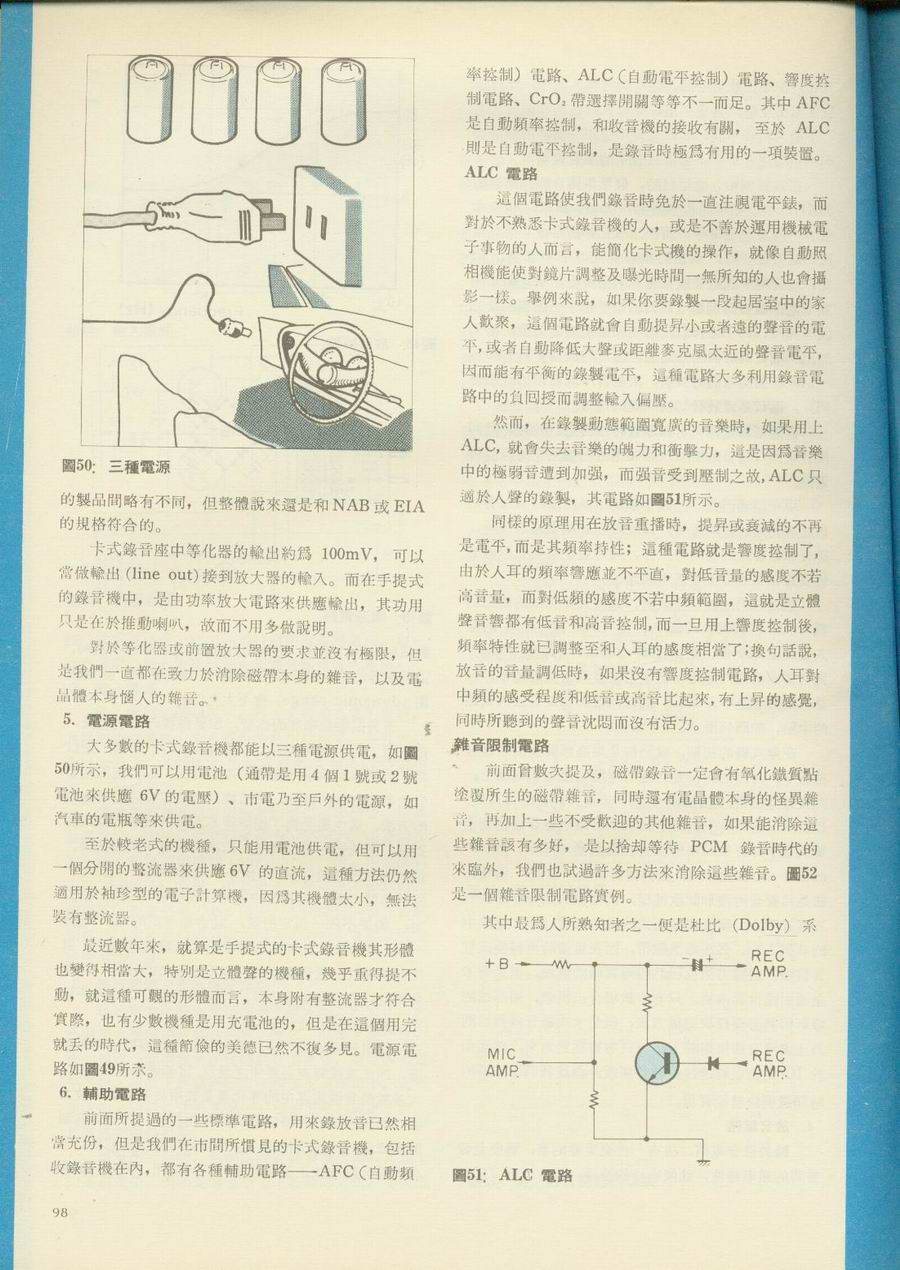 圖50: 三種電源
的製品間略有不同，但整體說來還是和 NAB 或 EIA
的規格符合的。
卡式錄音座中等化器的輸出約爲 100mV， 可以
當做輸出 (line out) 接到放大器的輸入。而在手提式
的錄音機中，是由功率放大電路來供應輸出，其功用
只是在於推動喇叭，故而不用多做說明。
對於等化器或前置放大器的要求並沒有極限，但
是我們一直都在致力於消除磁帶本身的雜音，以及電
晶體本身惱人的雜音。
5. 電源電路
大多數的卡式錄音機都能以三種電源供電，如圖
50所示，我們可以用電池（通帶是用4個1號或2號
電池來供應 6V 的電壓）、市電乃至戶外的電源，如
汽車的電瓶等來供電。
至於較老式的機種，只能用電池供電，但可以用
一個分開的整流器來供應6V 的直流，這種方法仍然
適用於袖珍型的電子計算機，因爲其機體太小，無法
裝有整流器。
最近數年來，就算是手提式的卡式錄音機其形體
也變得相當大，特別是立體聲的機種，幾乎重得提不
動，就這種可觀的形體而言，本身附有整流器才符合
實際，也有少數機種是用充電池的，但是在這個用完
就丟的時代，這種節儉的美德已然不復多見。電源電
路如圖49所示。
6. 輔助電路
前面所提過的一些標準電路，用來錄放音已然相
當充份，但是我們在市間所慣見的卡式錄音機，包括
收錄音機在內，都有各種輔助電路——AFC（自動頻
98
率控制）電路、ALC（自動電平控制）電路、響度控
制電路、CrO₂ 帶選擇開關等等不一而足。其中 AFC
是自動頻率控制，和收音機的接收有關， 至於 ALC
則是自動電平控制，是錄音時極爲有用的一項裝置。
ALC 電路
這個電路使我們錄音時免於一直注視電平錶，而
對於不熟悉卡式錄音機的人，或是不善於運用機械電
子事物的人而言，能簡化卡式機的操作，就像自動照
相機能使對鏡片調整及曝光時間一無所知的人也會攝
影一樣。舉例來說，如果你要錄製一段起居室中的家
人歡聚，這個電路就會自動提昇小或者遠的聲音的電
平，或者自動降低大聲或距離麥克風太近的聲音電平，
因而能有平衡的錄製電平，這種電路大多利用錄音電
路中的負回授而調整輸入偏壓。
然而，在錄製動態範圍寬廣的音樂時，如果用上
ALC, 就會失去音樂的魄力和衝擊力，這是因爲音樂
中的極弱音遭到加强，而强音受到壓制之故，ALC 只
適於人聲的錄製，其電路如圖51所示。
同樣的原理用在放音重播時，提昇或衰減的不再
是電平，而是其頻率持性；這種電路就是響度控制了，
由於人耳的頻率響應並不平直，對低音量的感度不若
高音量，而對低頻的感度不若中頻範圍，這就是立體
聲音響都有低音和高音控制，而一旦用上響度控制後，
頻率特性就已調整至和人耳的感度相當了；換句話說，
放音的音量調低時，如果沒有響度控制電路，人耳對
中頻的感受程度和低音或高音比起來，有上昇的感覺，
同時所聽到的聲音沈悶而沒有活力。
雜音限制電路
前面曾數次提及，磁帶錄音一定會有氧化鐵質點
塗覆所生的磁帶雜音，同時還有電晶體本身的怪異雜
音，再加上一些不受歡迎的其他雜音，如果能消除這
些雜音該有多好， 是以捨却等待 PCM 錄音時代的
來臨外，我們也試過許多方法來消除這些雜音。圖52
是一個雜音限制電路實例。
其中最爲人所熟知者之一便是杜比 (Dolby) 系
+B
- +
REC
AMP.
MIC
AMP.
REC
AMP.
圖51: ALC 電路